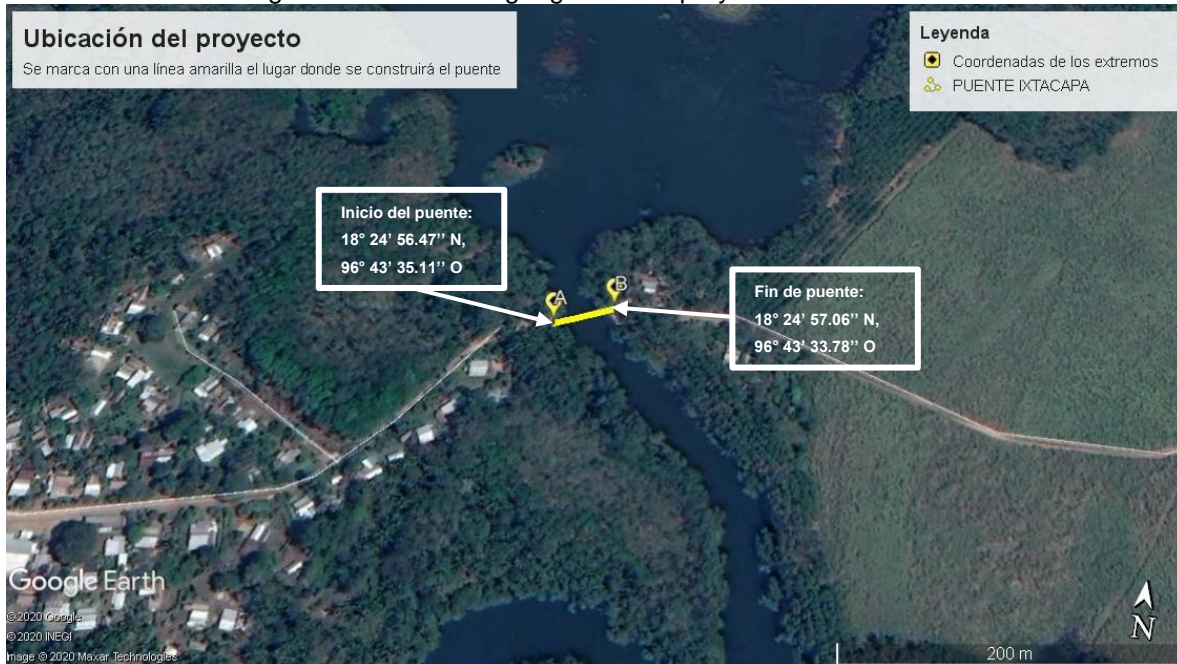 Ubicación del proyecto
Se marca con una línea amarilla el lugar donde se construirá el puente
Leyenda
Coordenadas de los extremos
PUENTE IXTACAPA
Inicio del puente:
18° 24’ 56.47’’ N,
96° 43’ 35.11’’ O
A
B
Fin de puente:
18° 24’ 57.06’’ N,
96° 43’ 33.78’’ O
Google Earth
© 2020 Google
© 2020 INEGI
Image © 2020 Maxar Technologies
N
200 m